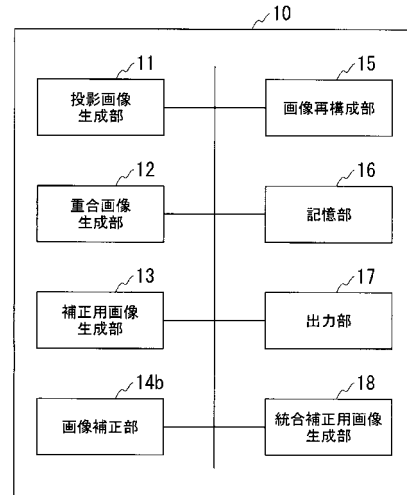 10
11
投影画像
生成部
15
画像再構成部
12
重合画像
生成部
16
記憶部
13
補正用画像
生成部
17
出力部
14b
画像補正部
18
統合補正用画像
生成部